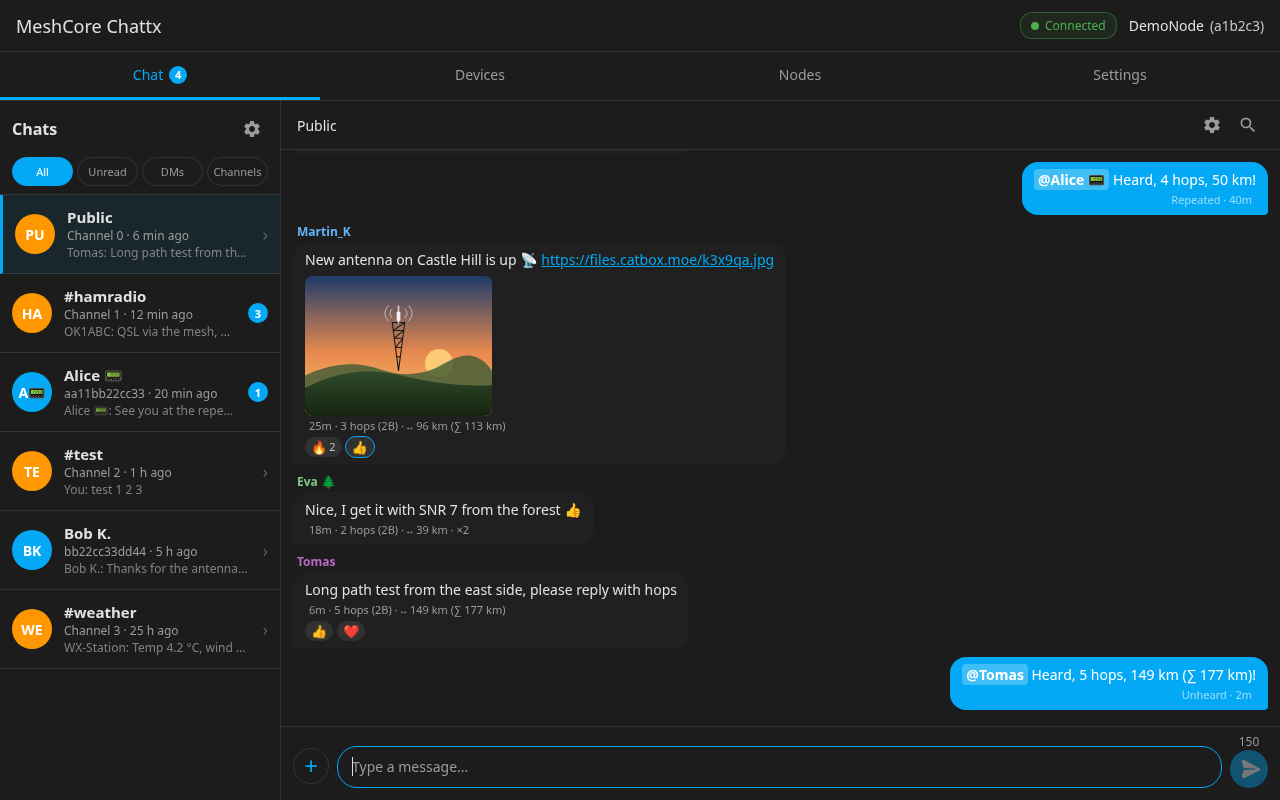 MeshCore Chattx
Connected
DemoNode (a1b2c3)
Chat 4
Devices
Nodes
Settings
Chats
All
Unread
DMs
Channels
PU
Public
Channel 0 · 6 min ago
Tomas: Long path test from th...
HA
#hamradio
Channel 1 · 12 min ago
OK1ABC: QSL via the mesh, ...
3
A📟
Alice 📟
aa11bb22cc33 · 20 min ago
Alice 📟: See you at the repe...
1
TE
#test
Channel 2 · 1 h ago
You: test 1 2 3
BK
Bob K.
bb22cc33dd44 · 5 h ago
Bob K.: Thanks for the antenna...
WE
#weather
Channel 3 · 25 h ago
WX-Station: Temp 4.2 °C, wind ...
Public
@Alice 📟 Heard, 4 hops, 50 km!
Repeated · 40m
Martin_K
New antenna on Castle Hill is up 📡 https://files.catbox.moe/k3x9qa.jpg
25m · 3 hops (2B) · ↔ 96 km (∑ 113 km)
🔥 2 👍
Eva 🌲
Nice, I get it with SNR 7 from the forest 👍
18m · 2 hops (2B) · ↔ 39 km · ×2
Tomas
Long path test from the east side, please reply with hops
6m · 5 hops (2B) · ↔ 149 km (∑ 177 km)
👍 ❤️
@Tomas Heard, 5 hops, 149 km (∑ 177 km)!
Unheard · 2m
Type a message...
150